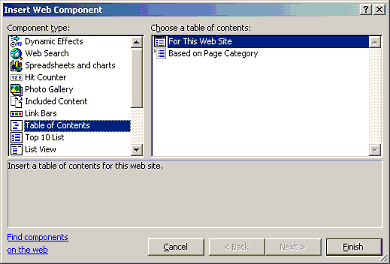 Insert Web Component
Component type:
Dynamic Effects
Web Search
Spreadsheets and charts
Hit Counter
Photo Gallery
Included Content
Link Bars
Table of Contents
Top 10 List
List View
Choose a table of contents:
For This Web Site
Based on Page Category
Insert a table of contents for this web site.
Find components
on the web
Cancel
< Back
Next >
Finish